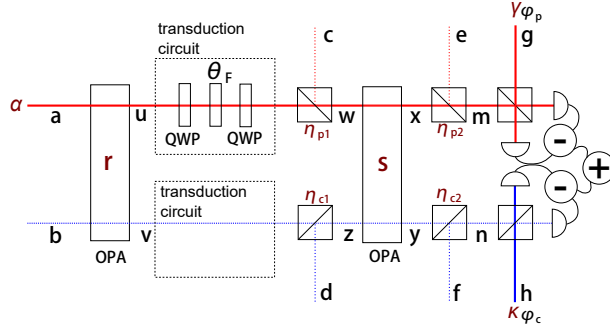 γφp
transduction
circuit
c
e
g
θF
α
a
u
w
x
m
QWP
QWP
ηp1
ηp2
r
s
-
+
-
transduction
circuit
ηc1
ηc2
b
v
z
y
n
OPA
OPA
d
f
h
κφc